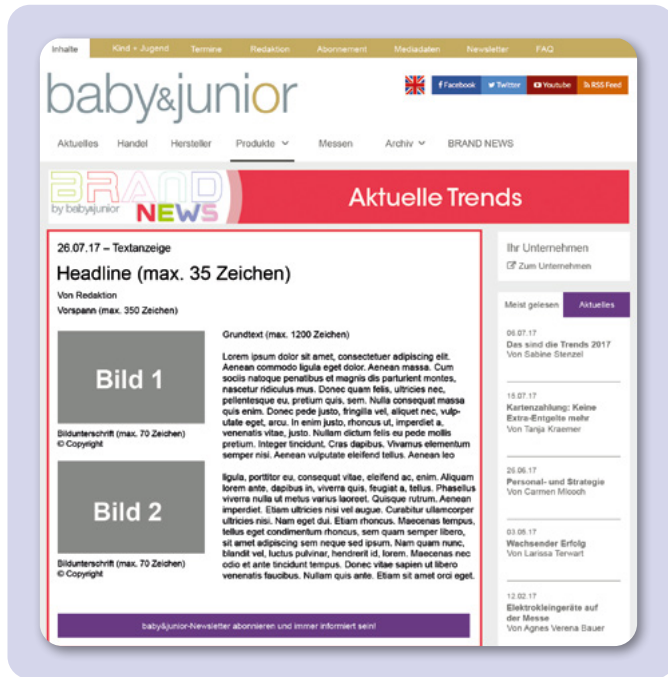 Inhalte Kind + Jugend Termine Redaktion Abonnement Mediadaten Newsletter FAQ
baby&junior
Facebook Twitter Youtube RSS Feed
Aktuelles Handel Hersteller Produkte Messen Archiv BRAND NEWS
BRAND NEWS
by baby&junior
Aktuelle Trends
26.07.17 – Textanzeige
Headline (max. 35 Zeichen)
Von Redaktion
Vorspann (max. 350 Zeichen)
Bild 1
Bildunterschrift (max. 70 Zeichen)
© Copyright
Bild 2
Bildunterschrift (max. 70 Zeichen)
© Copyright
Grundtext (max. 1200 Zeichen)
Lorem ipsum dolor sit amet, consectetuer adipiscing elit.
Aenean commodo ligula eget dolor. Aenean massa. Cum
sociis natoque penatibus et magnis dis parturient montes,
nascetur ridiculus mus. Donec quam felis, ultricies nec,
pellentesque eu, pretium quis, sem. Nulla consequat massa
quis enim. Donec pede justo, fringilla vel, aliquet nec, vulp-
utate eget, arcu. In enim justo, rhoncus ut, imperdiet a,
venenatis vitae, justo. Nullam dictum felis eu pede mollis
pretium. Integer tincidunt, Cras dapibus. Vivamus elementum
semper nisi. Aenean vulputate eleifend tellus. Aenean leo
ligula, porttitor eu, consequat vitae, eleifend ac, enim. Aliquam
lorem ante, dapibus in, viverra quis, feugiat a, tellus. Phasellus
viverra nulla ut metus varius laoreet. Quisque rutrum. Aenean
imperdiet. Etiam ultricies nisi vel augue. Curabitur ullamcorper
ultricies nisi. Nam eget dui. Etiam rhoncus. Maecenas tempus,
tellus eget condimentum rhoncus, sem quam semper libero,
sit amet adipiscing sem neque sed ipsum. Nam quam nunc,
blandit vel, luctus pulvinar, hendrerit id, lorem. Maecenas nec
odio et ante tincidunt tempus. Donec vitae sapien ut libero
venenatis faucibus. Nullam quis ante. Etiam sit amet orci eget.
baby&junior-Newsletter abonnieren und immer informiert sein!
Ihr Unternehmen
Zum Unternehmen
Meist gelesen Aktuelles
06.07.17
Das sind die Trends 2017
Von Sabine Stenzel
15.07.17
Kartenzahlung: Keine
Extra-Entgelte mehr
Von Tanja Kraemer
26.06.17
Personal- und Strategie
Von Carmen Misoch
03.06.17
Wachsender Erfolg
Von Larissa Terwart
12.02.17
Elektrokleingeräte auf
der Messe
Von Agnes Verena Bauer